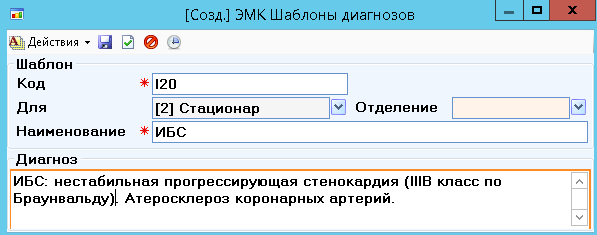 [Созд.] ЭМК Шаблоны диагнозов
Действия
Шаблон
Код * I20
Для [2] Стационар Отделение
Наименование * ИБС
Диагноз
ИБС: нестабильная прогрессирующая стенокардия (IIIB класс по
Браунвальду). Атеросклероз коронарных артерий.